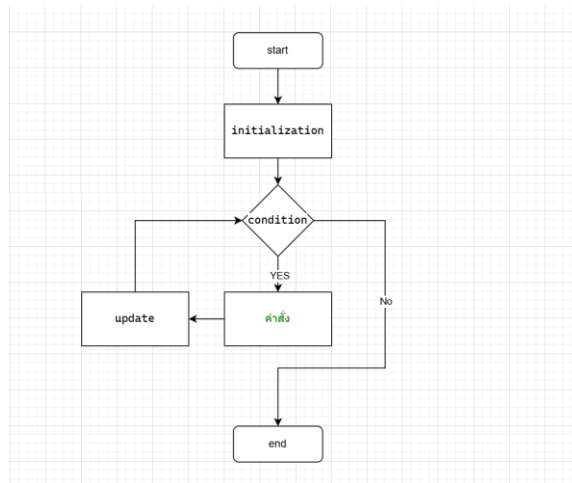 start
initialization
condition
YES
No
update
คำสั่ง
end